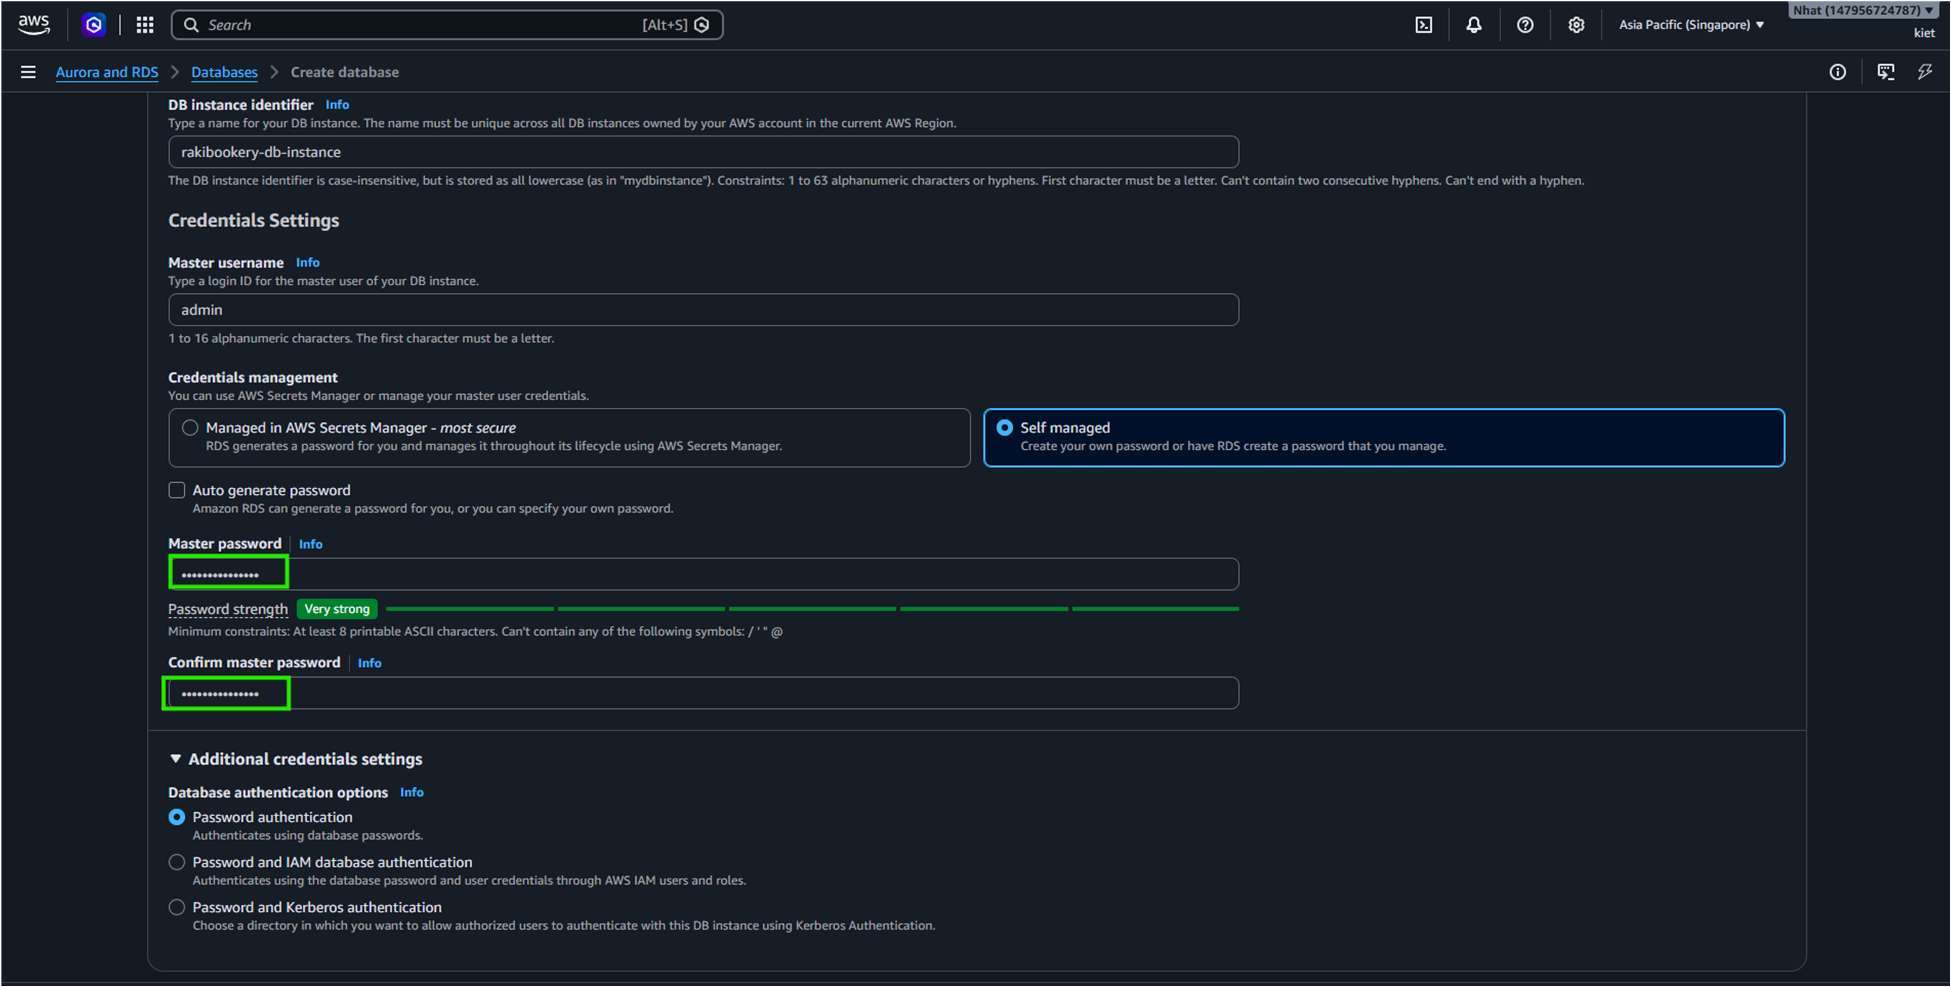 aws
Search [Alt+S]
Asia Pacific (Singapore) ▼
Nhat (147956724787) ▼
kiet
Aurora and RDS > Databases > Create database
DB instance identifier Info
Type a name for your DB instance. The name must be unique across all DB instances owned by your AWS account in the current AWS Region.
rakibookery-db-instance
The DB instance identifier is case-insensitive, but is stored as all lowercase (as in "mydbinstance"). Constraints: 1 to 63 alphanumeric characters or hyphens. First character must be a letter. Can't contain two consecutive hyphens. Can't end with a hyphen.
Credentials Settings
Master username Info
Type a login ID for the master user of your DB instance.
admin
1 to 16 alphanumeric characters. The first character must be a letter.
Credentials management
You can use AWS Secrets Manager or manage your master user credentials.
Managed in AWS Secrets Manager - most secure
RDS generates a password for you and manages it throughout its lifecycle using AWS Secrets Manager.
Self managed
Create your own password or have RDS create a password that you manage.
Auto generate password
Amazon RDS can generate a password for you, or you can specify your own password.
Master password Info
•••••••••••••••
Password strength Very strong
Minimum constraints: At least 8 printable ASCII characters. Can't contain any of the following symbols: / ' " @
Confirm master password Info
•••••••••••••••
▼ Additional credentials settings
Database authentication options Info
Password authentication
Authenticates using database passwords.
Password and IAM database authentication
Authenticates using the database password and user credentials through AWS IAM users and roles.
Password and Kerberos authentication
Choose a directory in which you want to allow authorized users to authenticate with this DB instance using Kerberos Authentication.